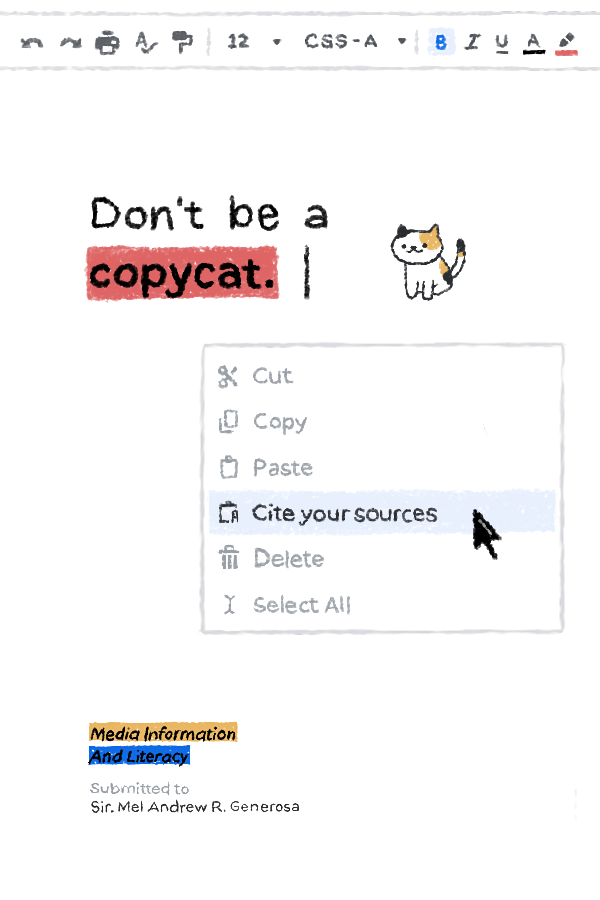 12 CSS-A B I U A
Don't be a
copycat.
Cut
Copy
Paste
Cite your sources
Delete
Select All
Media Information
And Literacy
Submitted to
Sir. Mel Andrew R. Generosa